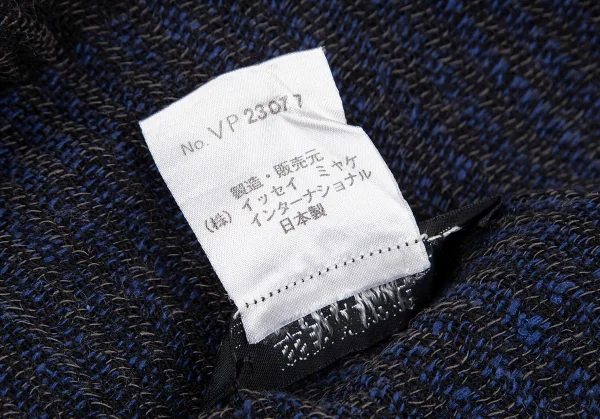 No. VP 23077
製造・販売元
(株) イッセイ ミヤケ
インターナショナル
日本製